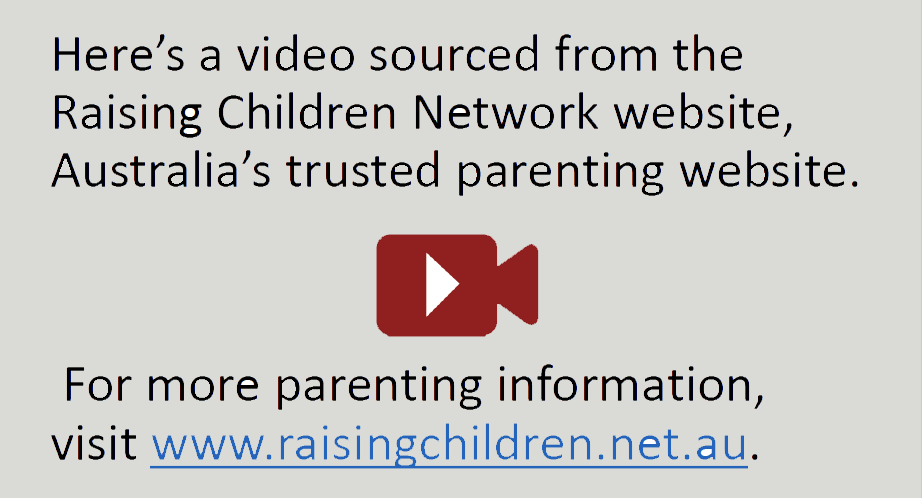 Here’s a video sourced from the
Raising Children Network website,
Australia’s trusted parenting website.
For more parenting information,
visit www.raisingchildren.net.au.